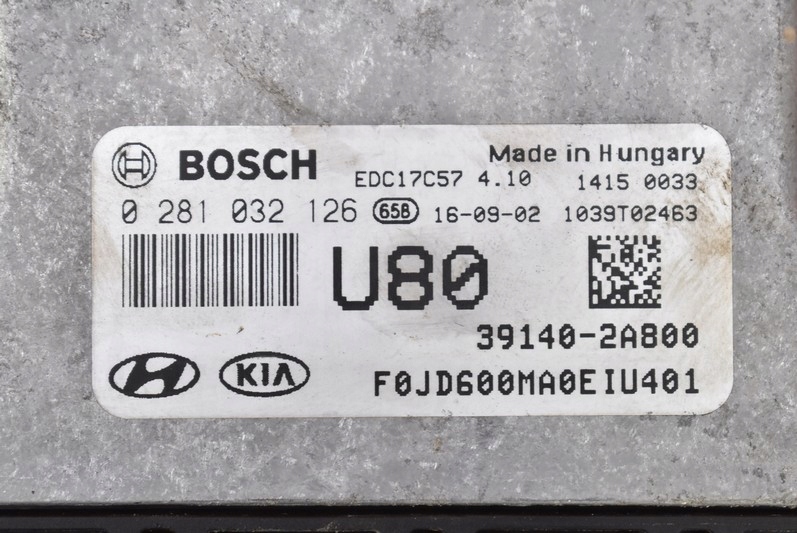 BOSCH
Made in Hungary
EDC17C57 4.10 1415 0033
0 281 032 126 658 16-09-02 1039T02463
U80
39140-2A800
KIA
F0JD600MA0EIU401